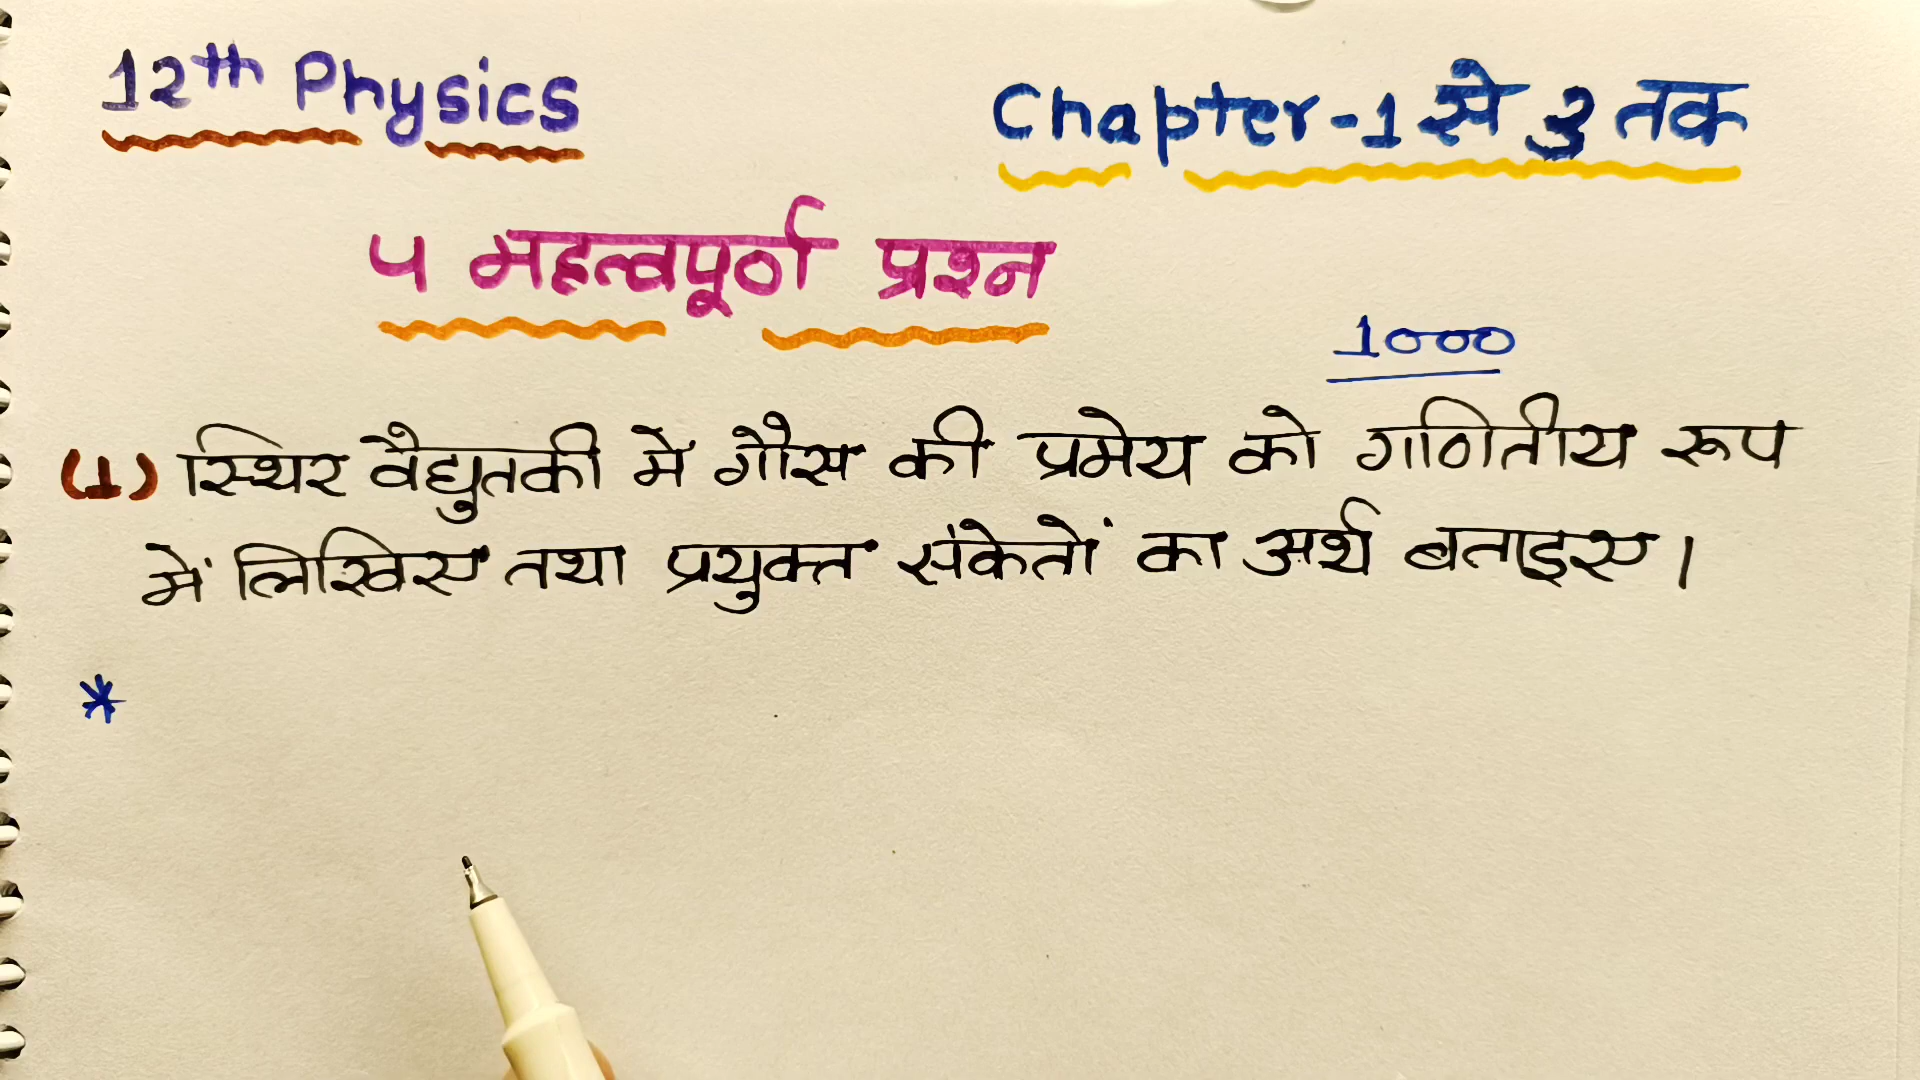 12th Physics
Chapter-1 से 3 तक
4 महत्वपूर्ण प्रश्न
1000
(1) स्थिर वैद्युतकी में गौस की प्रमेय को गणितीय रूप
में लिखिए तथा प्रयुक्त संकेतों का अर्थ बताइए।
*